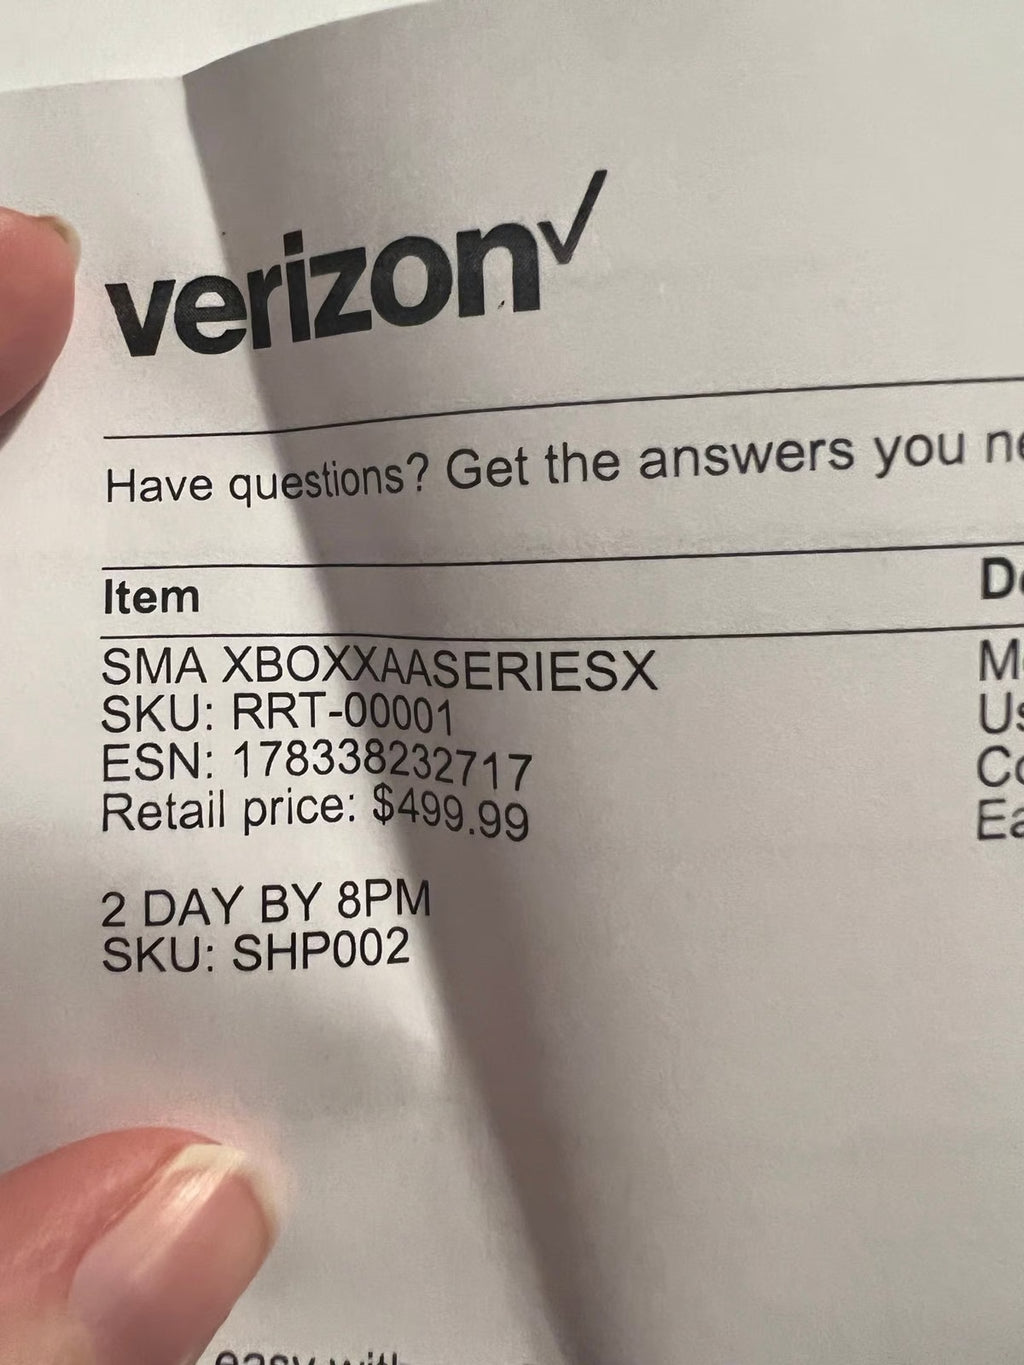 verizon✓
Have questions? Get the answers you
Item
SMA XBOXXAASERIESX
SKU: RRT-00001
ESN: 178338232717
Retail price: $499.99
2 DAY BY 8PM
SKU: SHP002